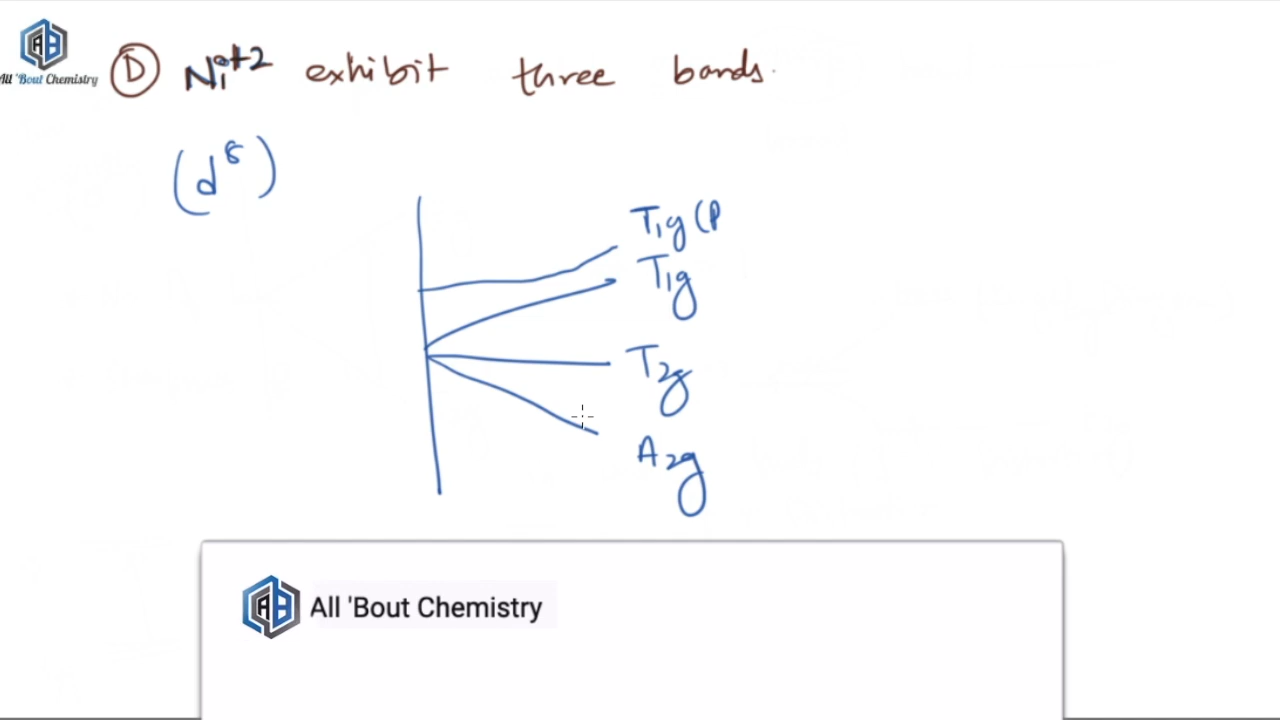 All 'Bout Chemistry
D Ni+2 exhibit three bands.
(d8)
T1g (P
T1g
T2g
A2g
All 'Bout Chemistry